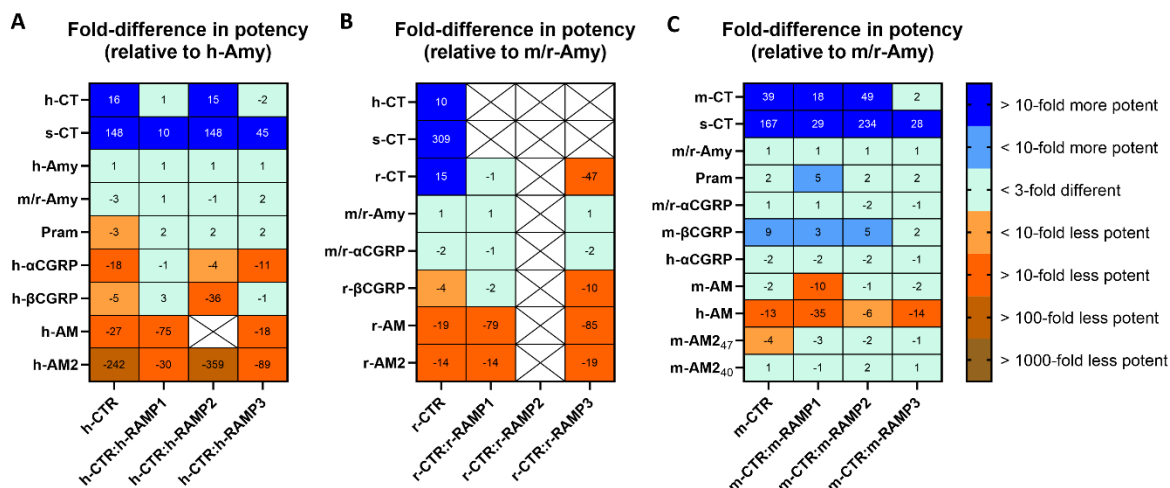 A
Fold-difference in potency
(relative to h-Amy)
h-CT 16 1 15 -2
s-CT 148 10 148 45
h-Amy 1 1 1 1
m/r-Amy -3 1 -1 2
Pram -3 2 2 2
h-αCGRP -18 -1 -4 -11
h-βCGRP -5 3 -36 -1
h-AM -27 -75 -18
h-AM2 -242 -30 -359 -89
h-CTR
h-CTR:h-RAMP1
h-CTR:h-RAMP2
h-CTR:h-RAMP3
B
Fold-difference in potency
(relative to m/r-Amy)
h-CT 10
s-CT 309
r-CT 15 -1 -47
m/r-Amy 1 1 1
m/r-αCGRP -2 -1 -2
r-βCGRP -4 -2 -10
r-AM -19 -79 -85
r-AM2 -14 -14 -19
r-CTR
r-CTR:r-RAMP1
r-CTR:r-RAMP2
r-CTR:r-RAMP3
C
Fold-difference in potency
(relative to m/r-Amy)
m-CT 39 18 49 2
s-CT 167 29 234 28
m/r-Amy 1 1 1 1
Pram 2 5 2 2
m/r-αCGRP 1 1 -2 -1
m-βCGRP 9 3 5 2
h-αCGRP -2 -2 -2 -1
m-AM -2 -10 -1 -2
h-AM -13 -35 -6 -14
m-AM2₄₇ -4 -3 -2 -1
m-AM2₄₀ 1 -1 2 1
m-CTR
m-CTR:m-RAMP1
m-CTR:m-RAMP2
m-CTR:m-RAMP3
> 10-fold more potent
< 10-fold more potent
< 3-fold different
< 10-fold less potent
> 10-fold less potent
> 100-fold less potent
> 1000-fold less potent